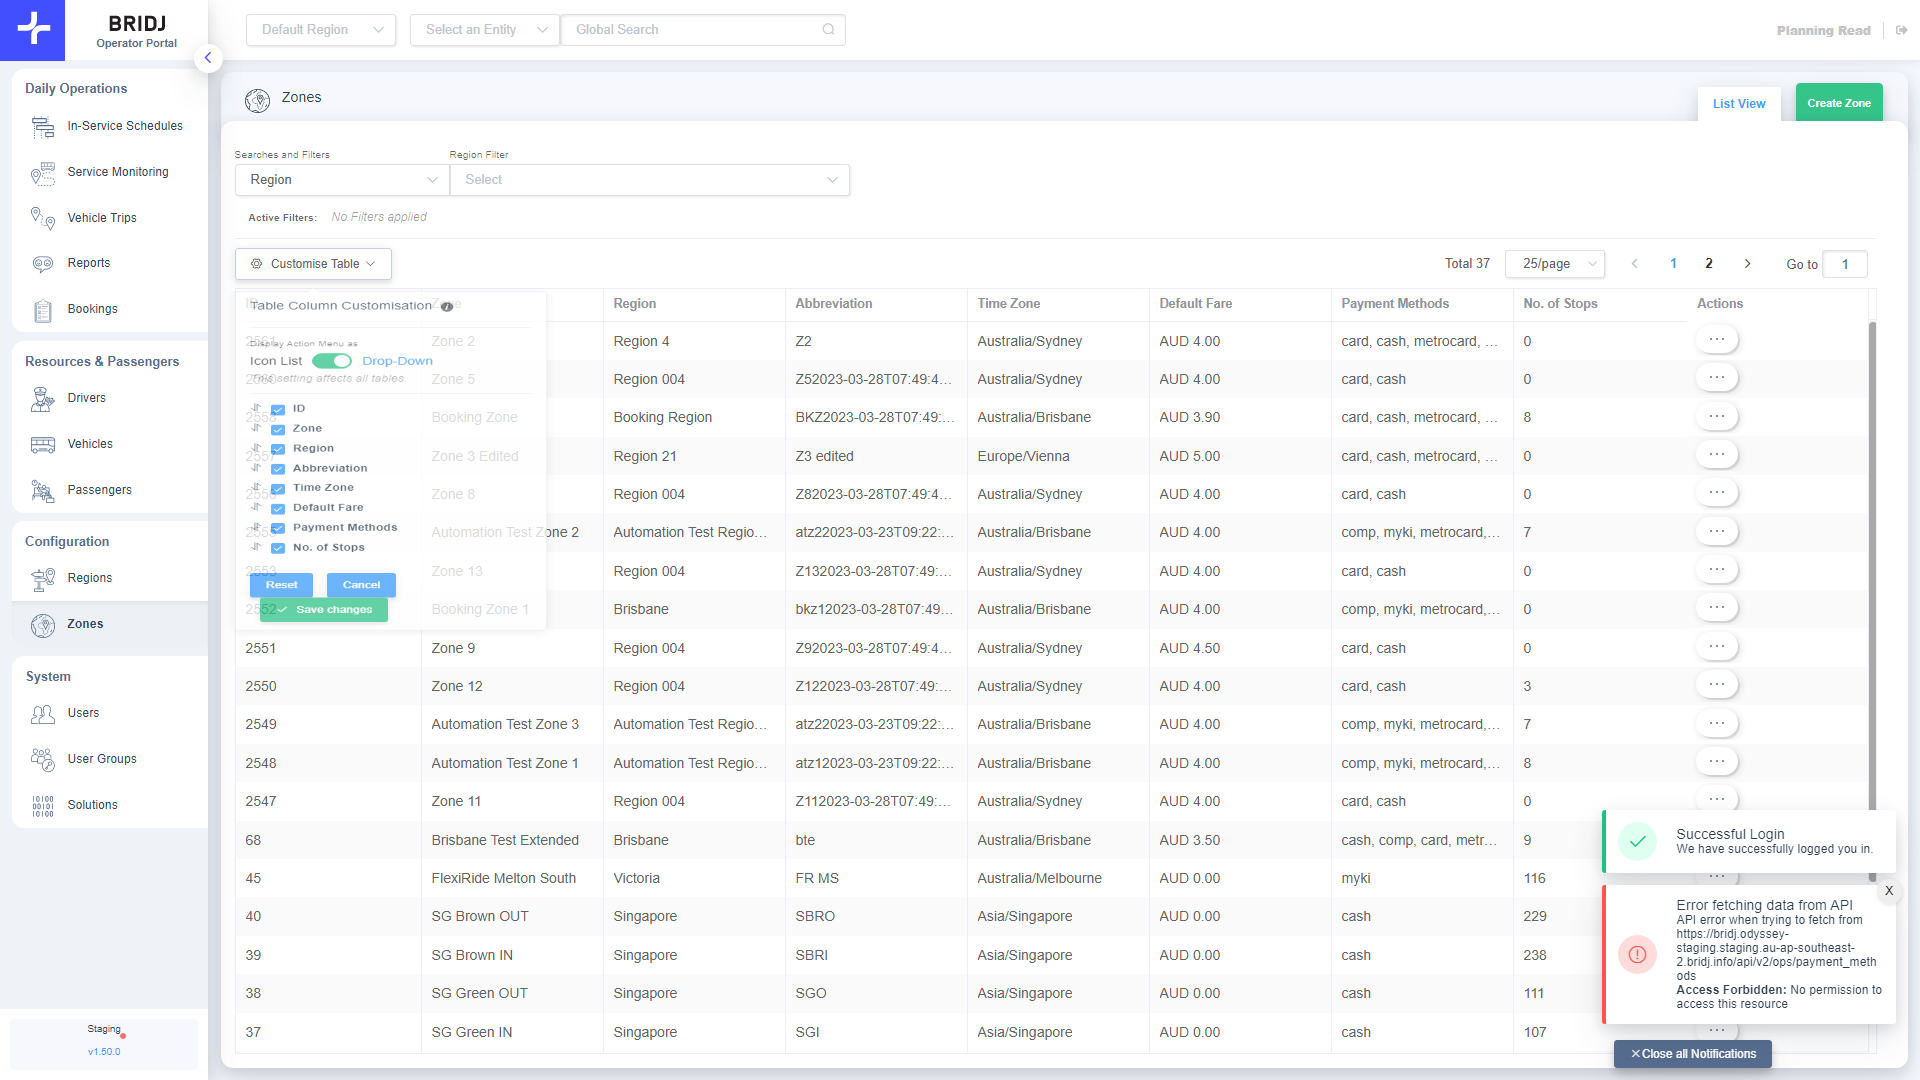 BRIDJ
Operator Portal
Default Region
Select an Entity
Global Search
Planning Read
Daily Operations
In-Service Schedules
Service Monitoring
Vehicle Trips
Reports
Bookings
Resources & Passengers
Drivers
Vehicles
Passengers
Configuration
Regions
Zones
System
Users
User Groups
Solutions
Staging
v1.50.0
Zones
List View
Create Zone
Searches and Filters
Region Filter
Region
Select
Active Filters: No Filters applied
Customise Table
Total 37
25/page
1
2
Go to
1
Table Column Customisation
Display Action Menu as
Icon List
Drop-Down
This setting affects all tables.
ID
Zone
Region
Abbreviation
Time Zone
Default Fare
Payment Methods
No. of Stops
Reset
Cancel
Save changes
Region Abbreviation Time Zone Default Fare Payment Methods No. of Stops Actions
Zone 2 Region 4 Z2 Australia/Sydney AUD 4.00 card, cash, metrocard, ... 0
Zone 5 Region 004 Z52023-03-28T07:49:4... Australia/Sydney AUD 4.00 card, cash 0
Booking Zone Booking Region BKZ2023-03-28T07:49:... Australia/Brisbane AUD 3.90 card, cash, metrocard, ... 8
Zone 3 Edited Region 21 Z3 edited Europe/Vienna AUD 5.00 card, cash, metrocard, ... 0
Zone 8 Region 004 Z82023-03-28T07:49:4... Australia/Sydney AUD 4.00 card, cash 0
Automation Test Zone 2 Automation Test Regio... atz22023-03-23T09:22:... Australia/Brisbane AUD 4.00 comp, myki, metrocard,... 7
2553 Zone 13 Region 004 Z132023-03-28T07:49:... Australia/Sydney AUD 4.00 card, cash 0
2552 Booking Zone 1 Brisbane bkz12023-03-28T07:49... Australia/Brisbane AUD 4.00 comp, myki, metrocard, ... 0
2551 Zone 9 Region 004 Z92023-03-28T07:49:4... Australia/Sydney AUD 4.50 card, cash 0
2550 Zone 12 Region 004 Z122023-03-28T07:49:... Australia/Sydney AUD 4.00 card, cash 3
2549 Automation Test Zone 3 Automation Test Regio... atz22023-03-23T09:22:... Australia/Brisbane AUD 4.00 comp, myki, metrocard,... 7
2548 Automation Test Zone 1 Automation Test Regio... atz12023-03-23T09:22:... Australia/Brisbane AUD 4.00 comp, myki, metrocard,... 8
2547 Zone 11 Region 004 Z112023-03-28T07:49:... Australia/Sydney AUD 4.00 card, cash 0
68 Brisbane Test Extended Brisbane bte Australia/Brisbane AUD 3.50 cash, comp, card, metr... 9
45 FlexiRide Melton South Victoria FR MS Australia/Melbourne AUD 0.00 myki 116
40 SG Brown OUT Singapore SBRO Asia/Singapore AUD 0.00 cash 229
39 SG Brown IN Singapore SBRI Asia/Singapore AUD 0.00 cash 238
38 SG Green OUT Singapore SGO Asia/Singapore AUD 0.00 cash 111
37 SG Green IN Singapore SGI Asia/Singapore AUD 0.00 cash 107
Successful Login
We have successfully logged you in.
X
Error fetching data from API
API error when trying to fetch from
https://bridj.odyssey-
staging.staging.au-ap-southeast-
2.bridj.info/api/v2/ops/payment_meth
ods
Access Forbidden: No permission to
access this resource
×Close all Notifications